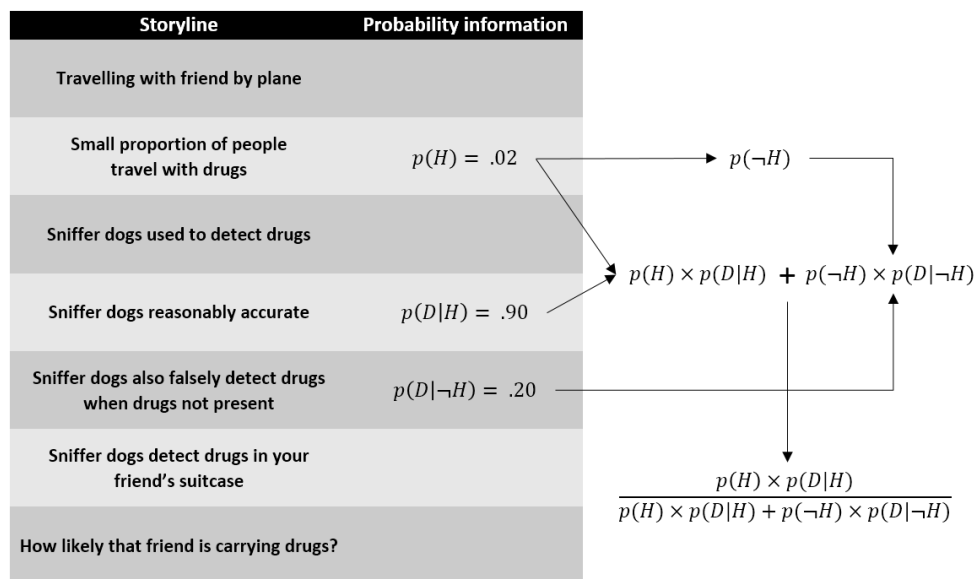 Storyline Probability information
Travelling with friend by plane
Small proportion of people
travel with drugs
p(H) = .02
p(¬H)
Sniffer dogs used to detect drugs
p(H) × p(D|H) + p(¬H) × p(D|¬H)
Sniffer dogs reasonably accurate
p(D|H) = .90
Sniffer dogs also falsely detect drugs
when drugs not present
p(D|¬H) = .20
Sniffer dogs detect drugs in your
friend's suitcase
p(H) × p(D|H)
p(H) × p(D|H) + p(¬H) × p(D|¬H)
How likely that friend is carrying drugs?